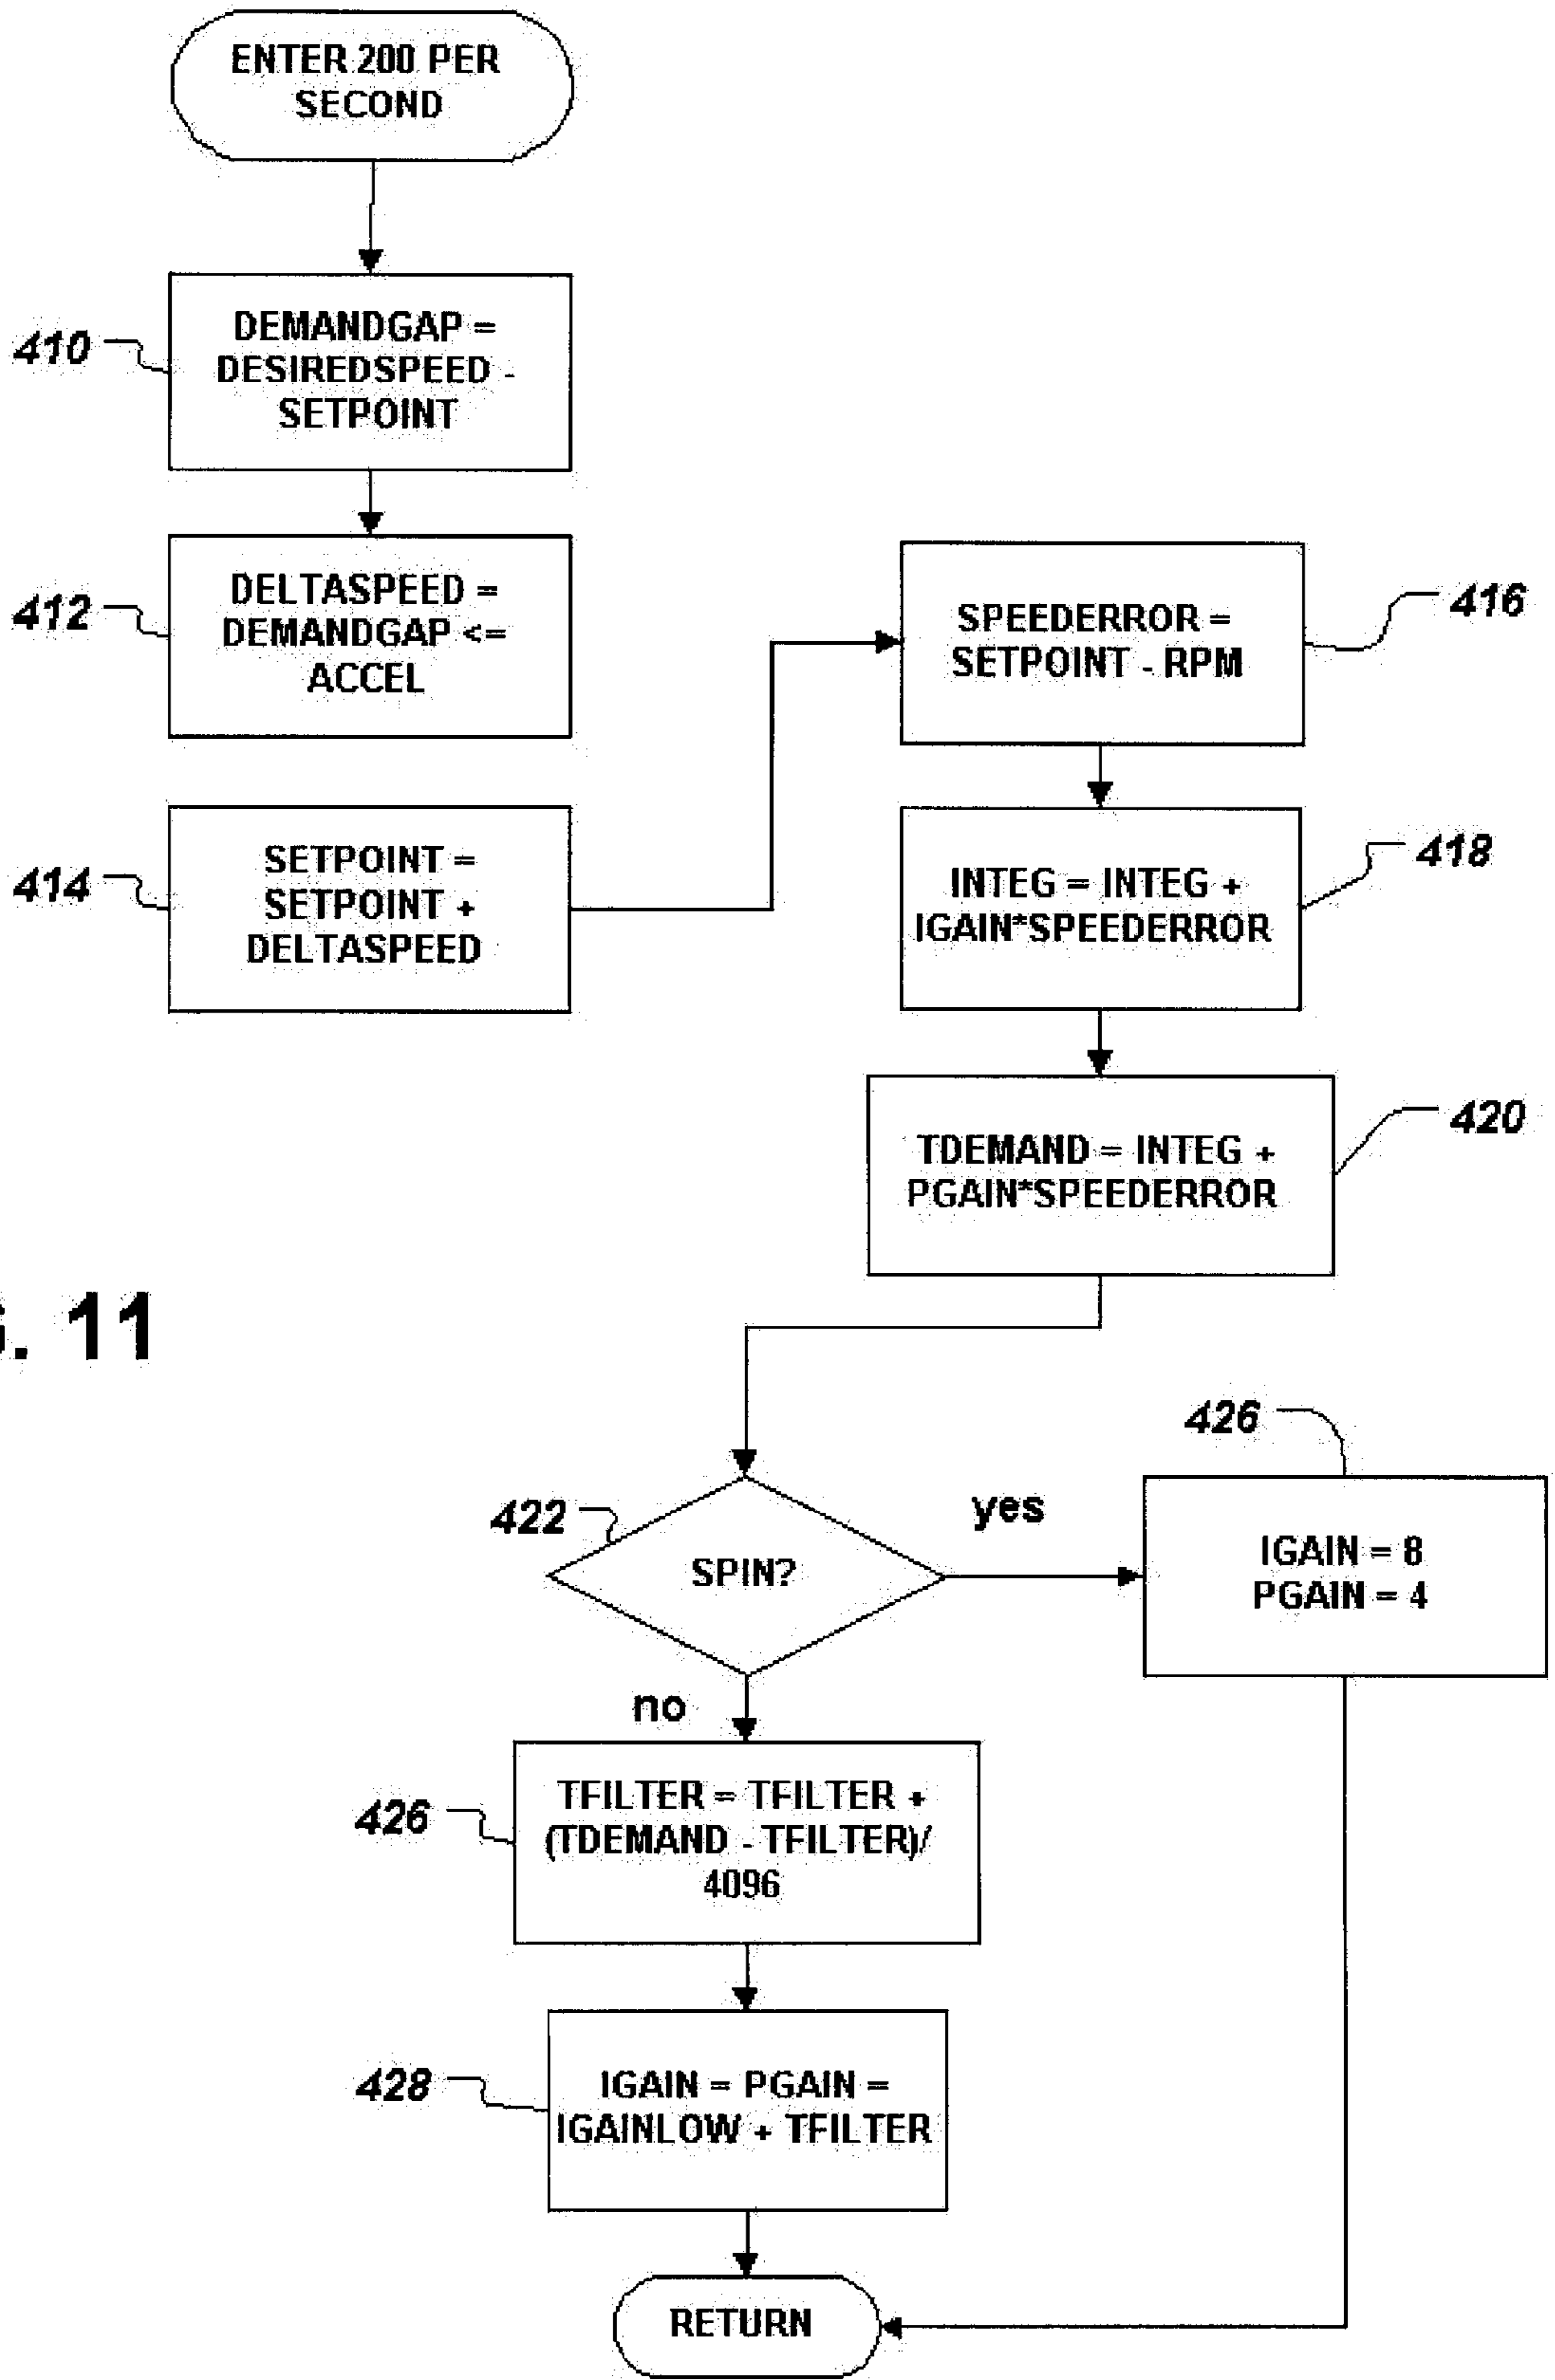 ENTER 200 PER
SECOND
410
DEMANDGAP =
DESIREDSPEED -
SETPOINT
412
DELTASPEED =
DEMANDGAP <=
ACCEL
414
SETPOINT =
SETPOINT +
DELTASPEED
SPEEDERROR =
SETPOINT - RPM
416
INTEG = INTEG +
IGAIN*SPEEDERROR
418
TDEMAND = INTEG +
PGAIN*SPEEDERROR
420
G. 11
422
SPIN?
yes
426
IGAIN = 8
PGAIN = 4
no
426
TFILTER = TFILTER +
(TDEMAND - TFILTER)/
4096
428
IGAIN = PGAIN =
IGAINLOW + TFILTER
RETURN